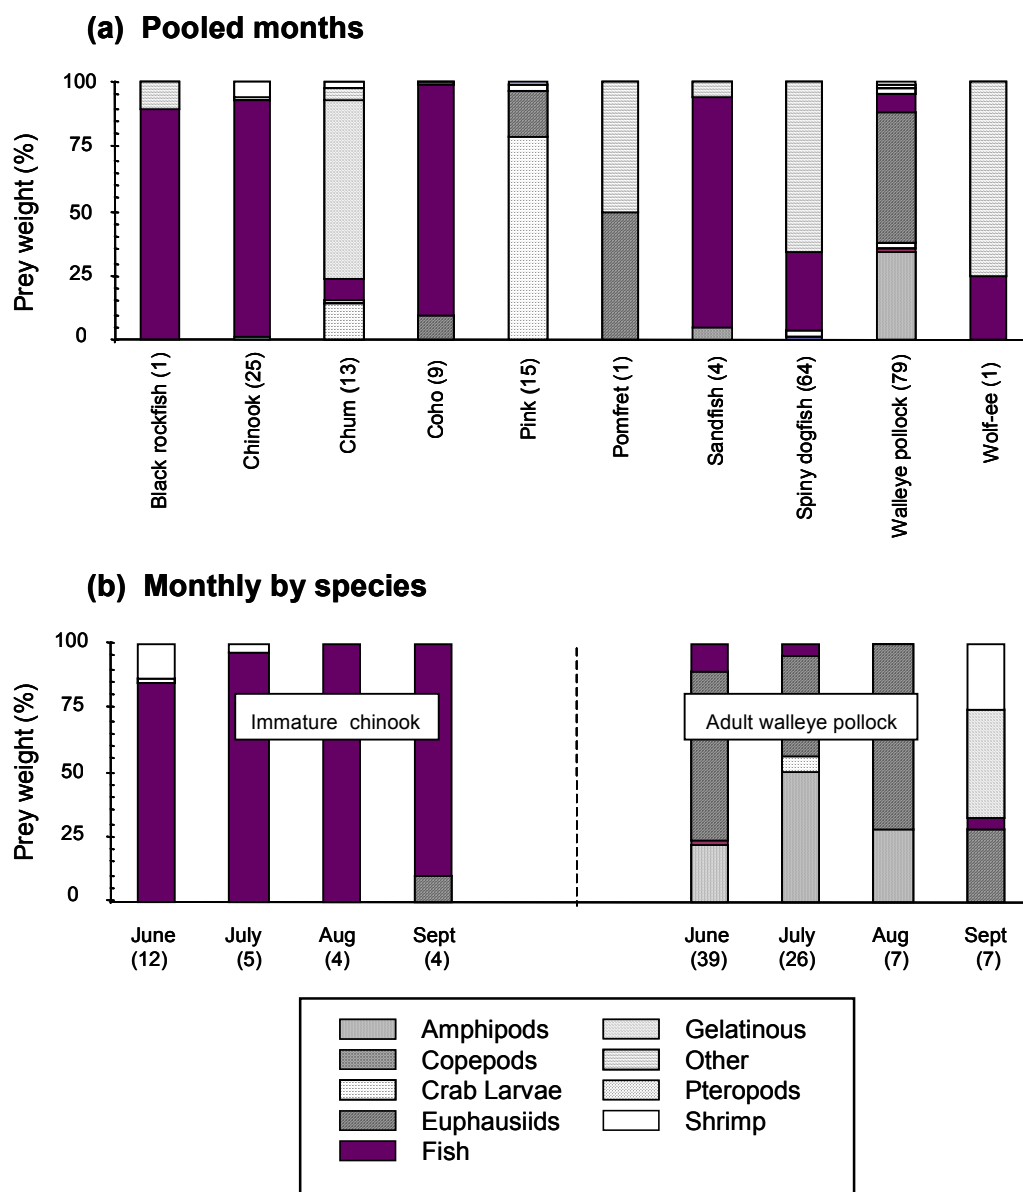 (a) Pooled months
Prey weight (%)
100
75
50
25
0
Black rockfish (1)
Chinook (25)
Chum (13)
Coho (9)
Pink (15)
Pomfret (1)
Sandfish (4)
Spiny dogfish (64)
Walleye pollock (79)
Wolf-ee (1)
(b) Monthly by species
Prey weight (%)
100
75
50
25
0
Immature chinook
Adult walleye pollock
June July Aug Sept June July Aug Sept
(12) (5) (4) (4) (39) (26) (7) (7)
Amphipods Gelatinous
Copepods Other
Crab Larvae Pteropods
Euphausiids Shrimp
Fish